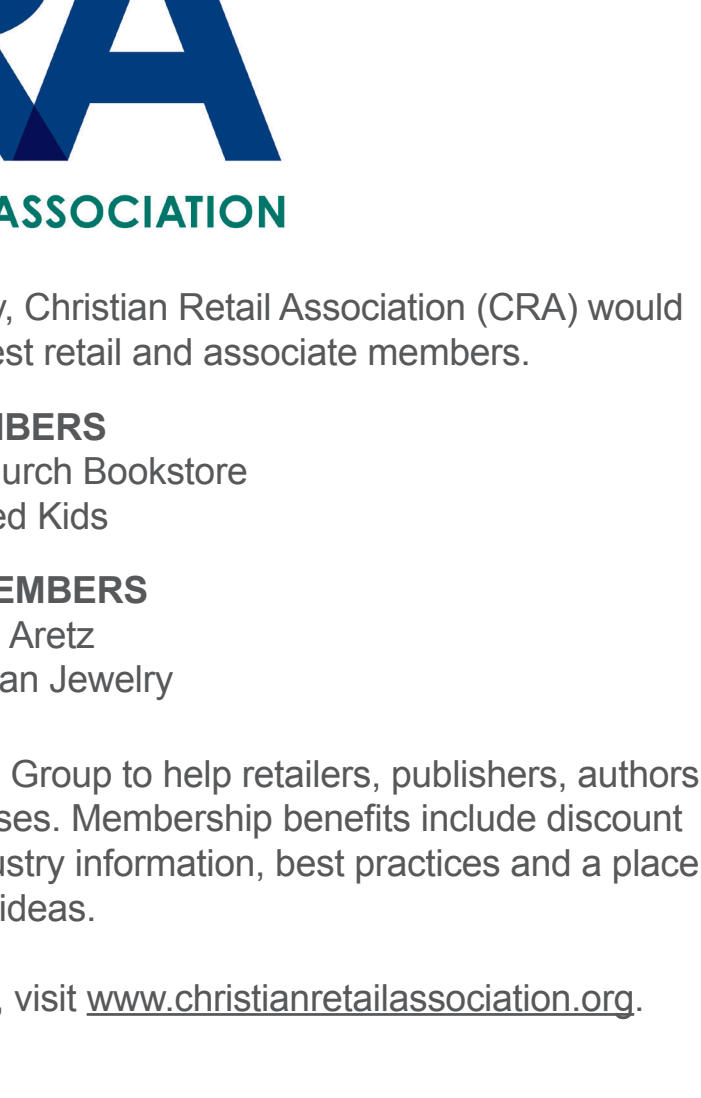 RA
ASSOCIATION
, Christian Retail Association (CRA) would
est retail and associate members.
MBERS
urch Bookstore
ed Kids
EMBERS
Aretz
an Jewelry
Group to help retailers, publishers, authors
ses. Membership benefits include discount
ustry information, best practices and a place
ideas.
, visit www.christianretailassociation.org.